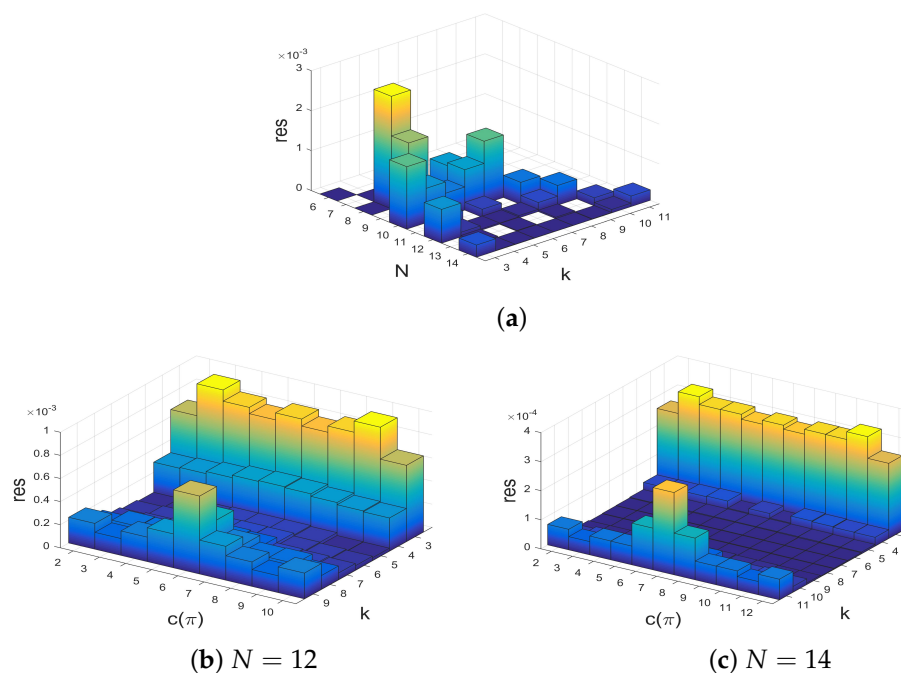 ×10⁻³
3
2
1
0
res
6 7 8 9 10 11 12 13 14
N
3 4 5 6 7 8 9 10 11
k
(a)
×10⁻³
1
0.8
0.6
0.4
0.2
0
res
2 3 4 5 6 7 8 9 10
c(π)
9 8 7 6 5 4 3
k
(b) N = 12
×10⁻⁴
4
3
2
1
0
res
2 3 4 5 6 7 8 9 10 11 12
c(π)
11 10 9 8 7 6 5 4
k
(c) N = 14